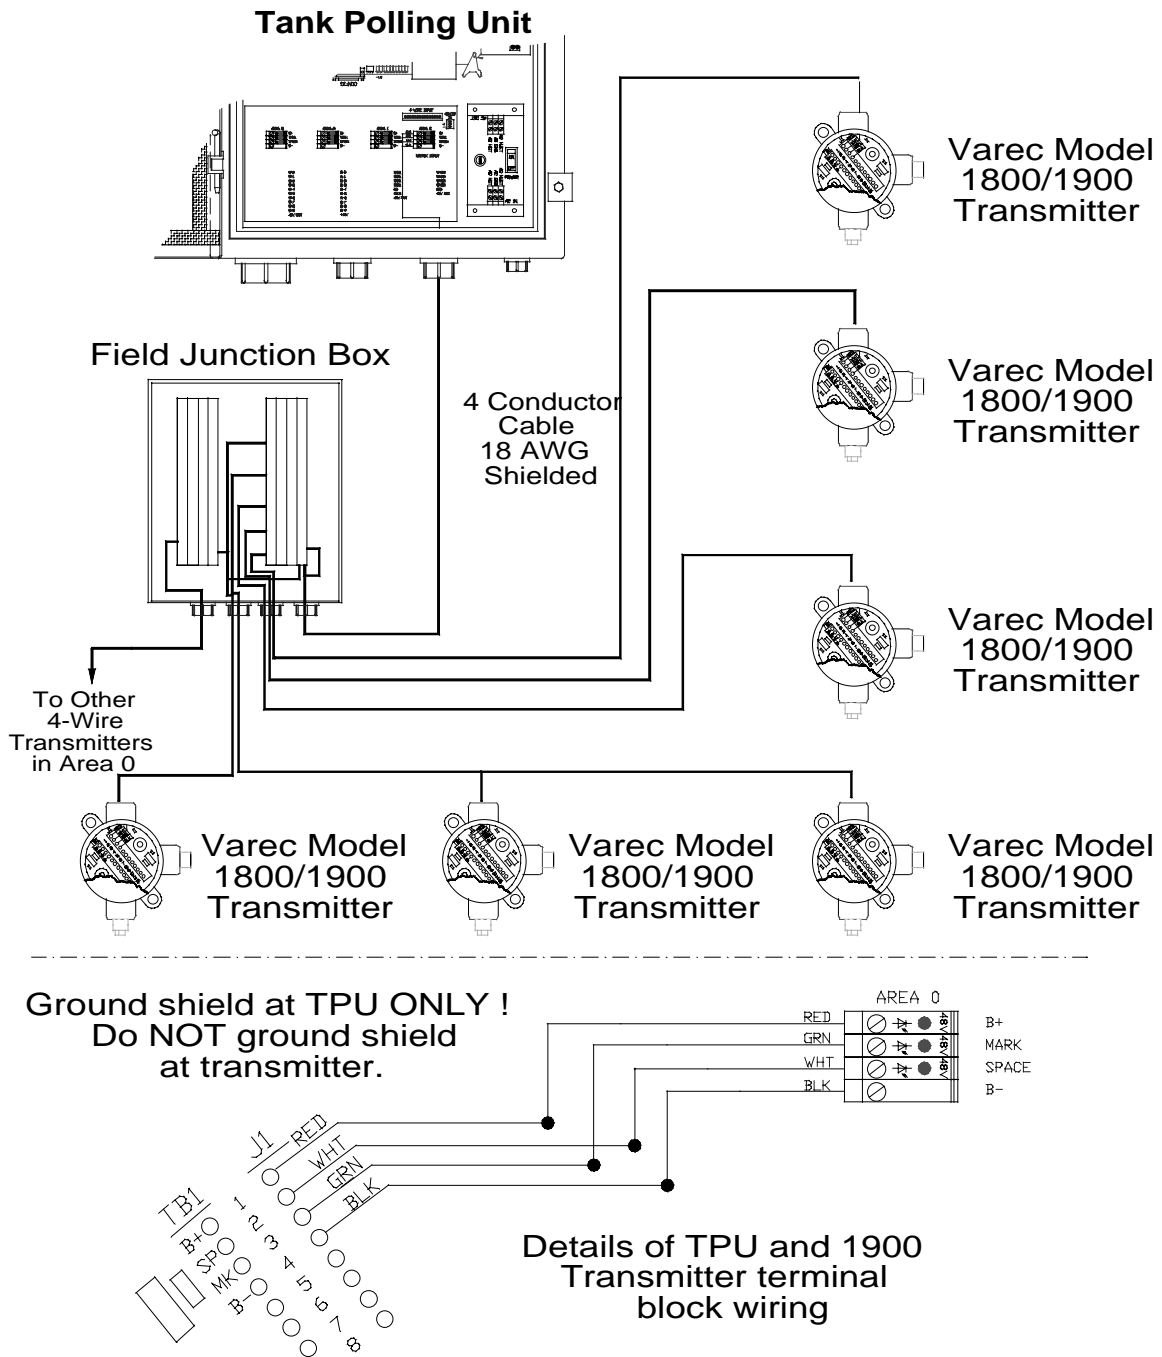 Tank Polling Unit
Varec Model
1800/1900
Transmitter
Varec Model
1800/1900
Transmitter
Field Junction Box
4 Conductor
Cable
18 AWG
Shielded
Varec Model
1800/1900
Transmitter
To Other
4-Wire
Transmitters
in Area 0
Varec Model
1800/1900
Transmitter
Varec Model
1800/1900
Transmitter
Varec Model
1800/1900
Transmitter
Ground shield at TPU ONLY !
Do NOT ground shield
at transmitter.
AREA 0
RED 48V B+
GRN 48V MARK
WHT 48V SPACE
BLK B-
J1
RED
WHT
GRN
BLK
TB1
B+
SP
MK
B-
1
2
3
4
5
6
7
8
Details of TPU and 1900
Transmitter terminal
block wiring